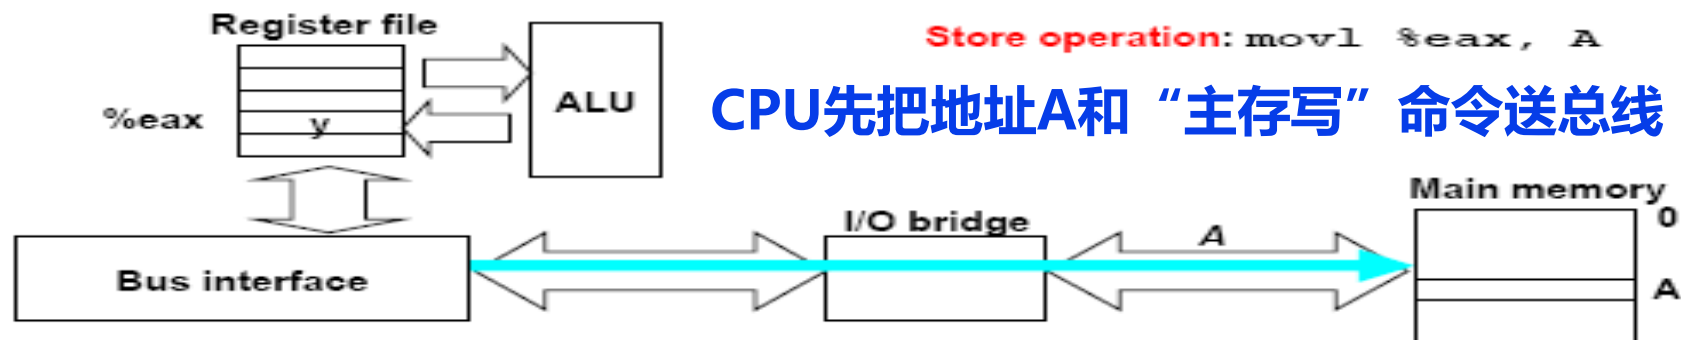 Register file
Store operation: movl %eax, A
ALU
%eax
y
CPU先把地址A和“主存写”命令送总线
Main memory
0
I/O bridge
A
Bus interface
A